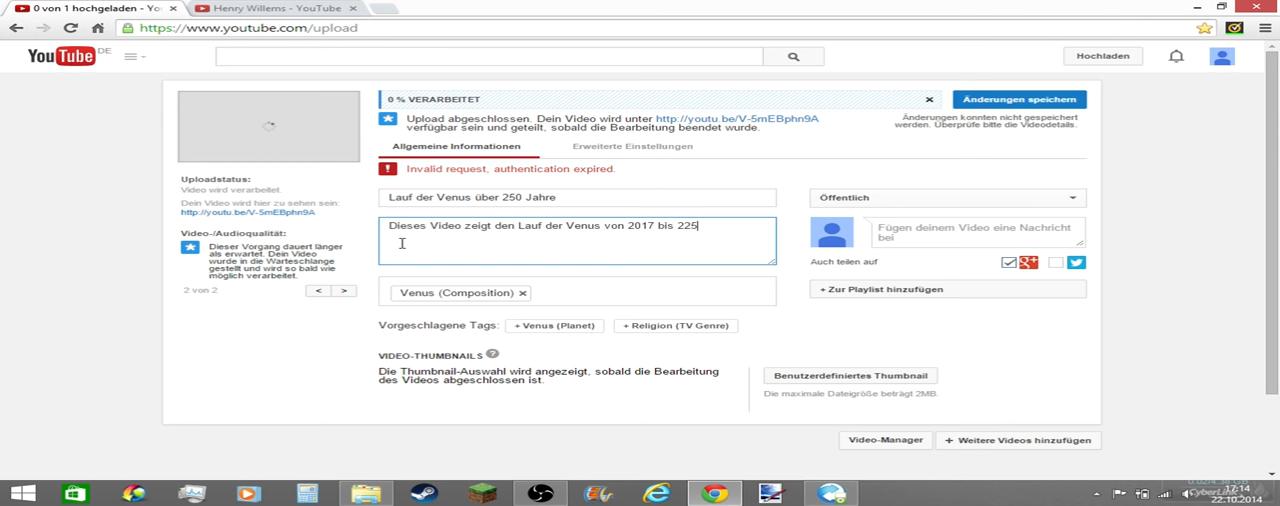 0 von 1 hochgeladen - Yo
Henry Willems - YouTube
https://www.youtube.com/upload
YouTube DE
Hochladen
0 % VERARBEITET
Änderungen speichern
Upload abgeschlossen. Dein Video wird unter http://youtu.be/V-5mEBphn9A
verfügbar sein und geteilt, sobald die Bearbeitung beendet wurde.
Änderungen konnten nicht gespeichert
werden. Überprüfe bitte die Videodetails.
Allgemeine Informationen
Erweiterte Einstellungen
Invalid request, authentication expired.
Uploadstatus:
Video wird verarbeitet.
Dein Video wird hier zu sehen sein:
http://youtu.be/V-5mEBphn9A
Video-/Audioqualität:
Dieser Vorgang dauert länger
als erwartet. Dein Video
wurde in die Warteschlange
gestellt und wird so bald wie
möglich verarbeitet.
2 von 2
< >
Lauf der Venus über 250 Jahre
Dieses Video zeigt den Lauf der Venus von 2017 bis 225
Venus (Composition) ×
Vorgeschlagene Tags: + Venus (Planet) + Religion (TV Genre)
VIDEO-THUMBNAILS ?
Die Thumbnail-Auswahl wird angezeigt, sobald die Bearbeitung
des Videos abgeschlossen ist.
Benutzerdefiniertes Thumbnail
Die maximale Dateigröße beträgt 2MB.
Öffentlich
Füg deinem Video eine Nachricht
bei
Auch teilen auf
+ Zur Playlist hinzufügen
Video-Manager
+ Weitere Videos hinzufügen
CyberLink
17:14
22.10.2014